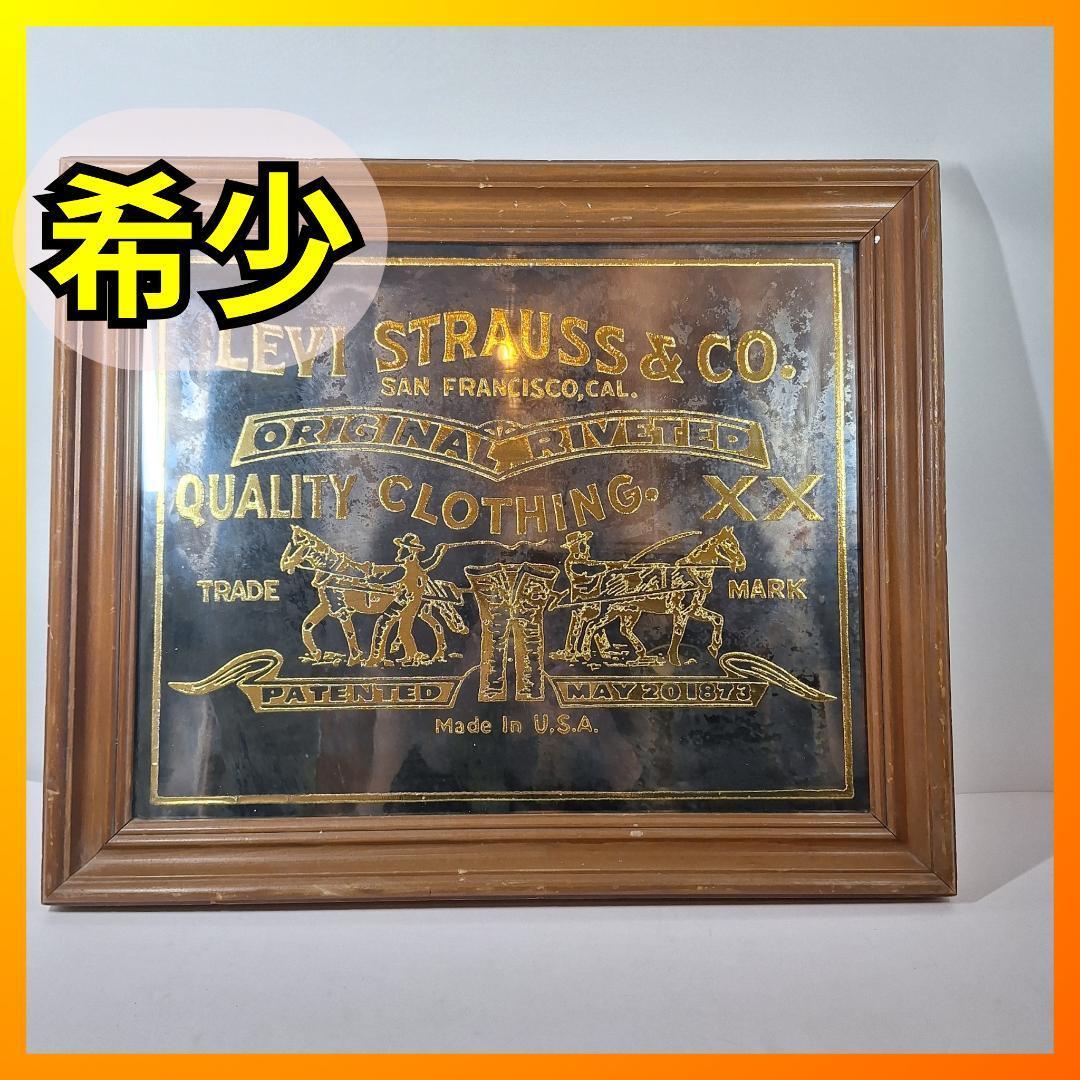 希少
LEVI STRAUSS & CO.
SAN FRANCISCO, CAL.
ORIGINAL RIVETED
QUALITY CLOTHING. XX
TRADE MARK
PATENTED MAY 20 1873
Made In U.S.A.